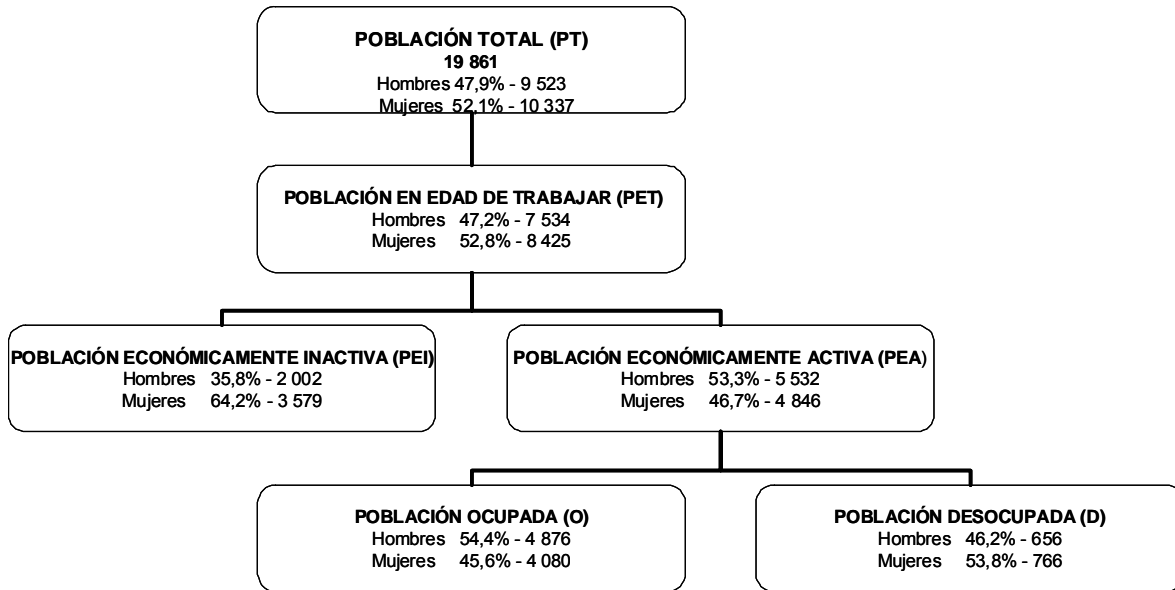 POBLACIÓN TOTAL (PT)
19 861
Hombres 47,9% - 9 523
Mujeres 52,1% - 10 337
POBLACIÓN EN EDAD DE TRABAJAR (PET)
Hombres 47,2% - 7 534
Mujeres 52,8% - 8 425
POBLACIÓN ECONÓMICAMENTE INACTIVA (PEI)
Hombres 35,8% - 2 002
Mujeres 64,2% - 3 579
POBLACIÓN ECONÓMICAMENTE ACTIVA (PEA)
Hombres 53,3% - 5 532
Mujeres 46,7% - 4 846
POBLACIÓN OCUPADA (O)
Hombres 54,4% - 4 876
Mujeres 45,6% - 4 080
POBLACIÓN DESOCUPADA (D)
Hombres 46,2% - 656
Mujeres 53,8% - 766